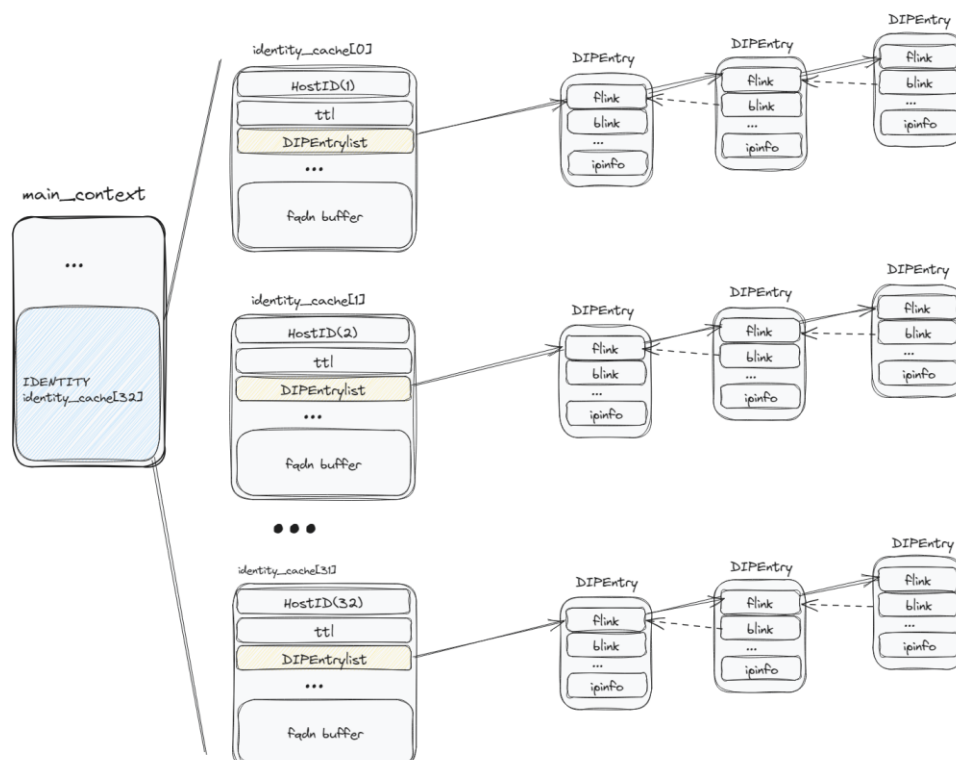 main_context
...
IDENTITY
identity_cache[32]
identity_cache[0]
HostID(1)
ttl
DIPEntrylist
...
fqdn buffer
DIPEntry
flink
blink
...
ipinfo
DIPEntry
flink
blink
...
ipinfo
DIPEntry
flink
blink
...
ipinfo
identity_cache[1]
HostID(2)
ttl
DIPEntrylist
...
fqdn buffer
DIPEntry
flink
blink
...
ipinfo
DIPEntry
flink
blink
...
ipinfo
DIPEntry
flink
blink
...
ipinfo
...
identity_cache[31]
HostID(32)
ttl
DIPEntrylist
...
fqdn buffer
DIPEntry
flink
blink
...
ipinfo
DIPEntry
flink
blink
...
ipinfo
DIPEntry
flink
blink
...
ipinfo